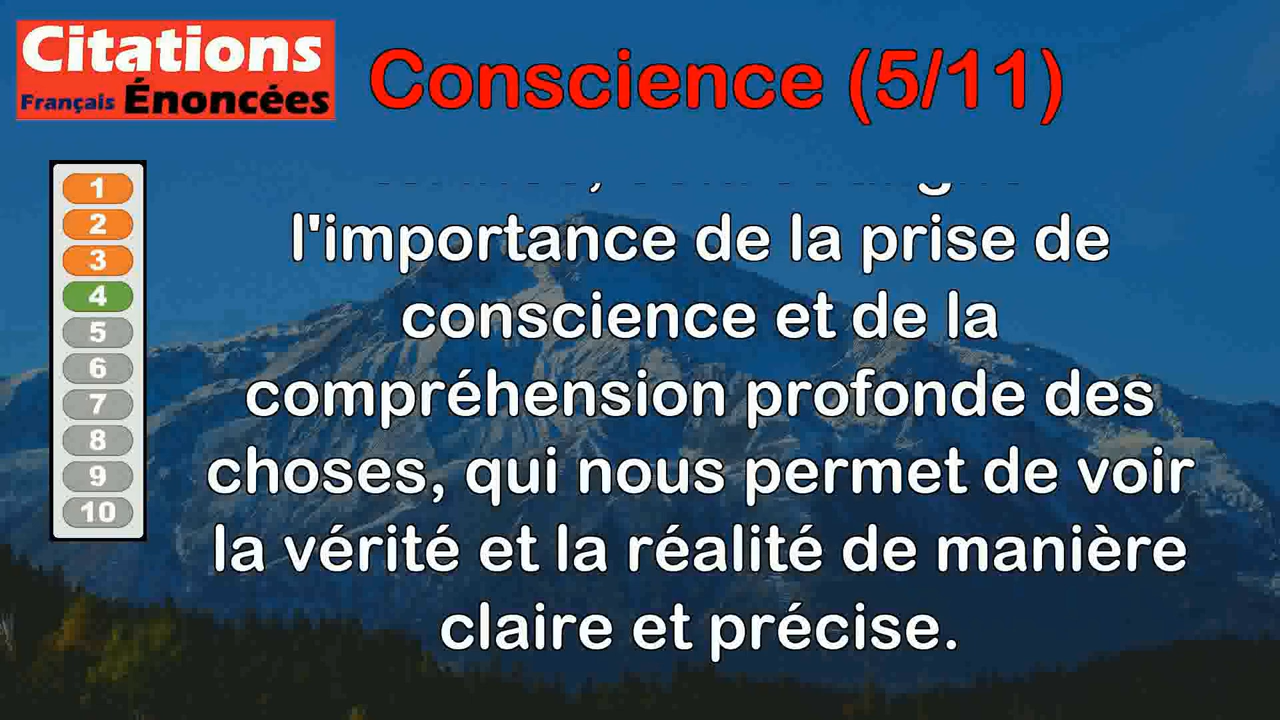 Citations
Français Énoncées
Conscience (5/11)
1
2
3
4
5
6
7
8
9
10
l'importance de la prise de
conscience et de la
compréhension profonde des
choses, qui nous permet de voir
la vérité et la réalité de manière
claire et précise.